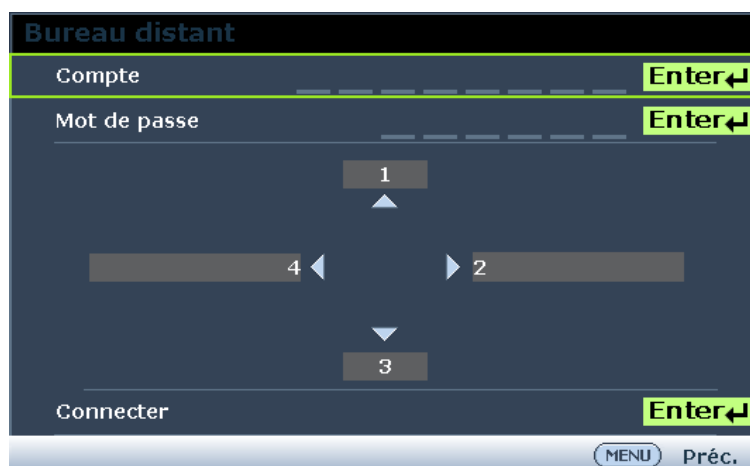 Bureau distant
Compte _ _ _ _ _ _ _ _ Enter↵
Mot de passe _ _ _ _ _ _ Enter↵
1
4 2
3
Connecter Enter↵
MENU Préc.